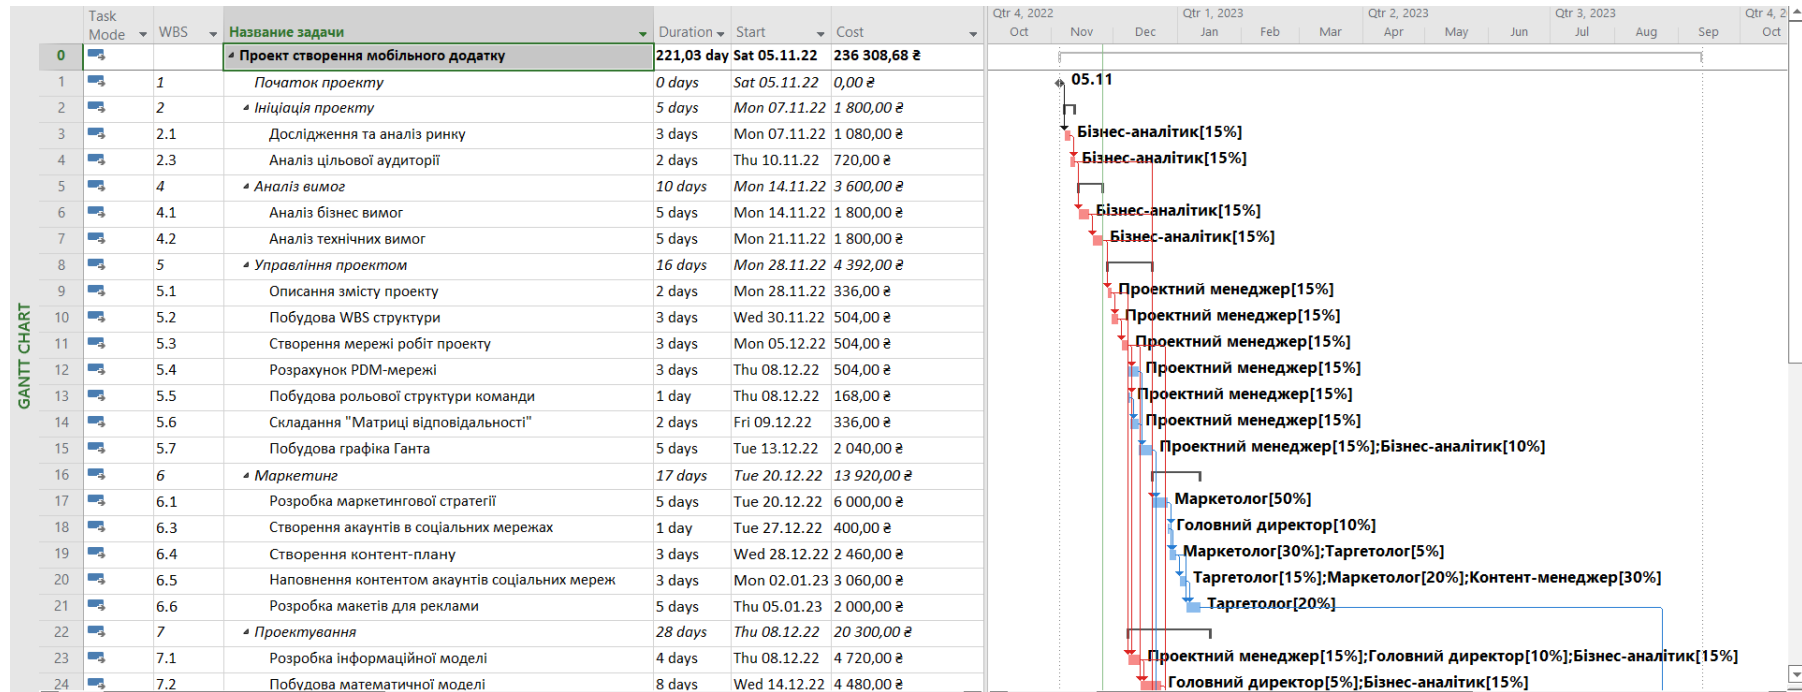 Task Mode WBS Название задачи Duration Start Cost
Qtr 4, 2022 Qtr 1, 2023 Qtr 2, 2023 Qtr 3, 2023 Qtr 4, 2
Oct Nov Dec Jan Feb Mar Apr May Jun Jul Aug Sep Oct
GANTT CHART
0 Проект створення мобільного додатку 221,03 day Sat 05.11.22 236 308,68 ₴
1 1 Початок проекту 0 days Sat 05.11.22 0,00 ₴ 05.11
2 2 Ініціація проекту 5 days Mon 07.11.22 1 800,00 ₴
3 2.1 Дослідження та аналіз ринку 3 days Mon 07.11.22 1 080,00 ₴ Бізнес-аналітик[15%]
4 2.3 Аналіз цільової аудиторії 2 days Thu 10.11.22 720,00 ₴ Бізнес-аналітик[15%]
5 4 Аналіз вимог 10 days Mon 14.11.22 3 600,00 ₴
6 4.1 Аналіз бізнес вимог 5 days Mon 14.11.22 1 800,00 ₴ Бізнес-аналітик[15%]
7 4.2 Аналіз технічних вимог 5 days Mon 21.11.22 1 800,00 ₴ Бізнес-аналітик[15%]
8 5 Управління проектом 16 days Mon 28.11.22 4 392,00 ₴
9 5.1 Описання змісту проекту 2 days Mon 28.11.22 336,00 ₴ Проектний менеджер[15%]
10 5.2 Побудова WBS структури 3 days Wed 30.11.22 504,00 ₴ Проектний менеджер[15%]
11 5.3 Створення мережі робіт проекту 3 days Mon 05.12.22 504,00 ₴ Проектний менеджер[15%]
12 5.4 Розрахунок PDM-мережі 3 days Thu 08.12.22 504,00 ₴ Проектний менеджер[15%]
13 5.5 Побудова рольової структури команди 1 day Thu 08.12.22 168,00 ₴ Проектний менеджер[15%]
14 5.6 Складання "Матриці відповідальності" 2 days Fri 09.12.22 336,00 ₴ Проектний менеджер[15%]
15 5.7 Побудова графіка Ганта 5 days Tue 13.12.22 2 040,00 ₴ Проектний менеджер[15%];Бізнес-аналітик[10%]
16 6 Маркетинг 17 days Tue 20.12.22 13 920,00 ₴
17 6.1 Розробка маркетингової стратегії 5 days Tue 20.12.22 6 000,00 ₴ Маркетолог[50%]
18 6.3 Створення акаунтів в соціальних мережах 1 day Tue 27.12.22 400,00 ₴ Головний директор[10%]
19 6.4 Створення контент-плану 3 days Wed 28.12.22 2 460,00 ₴ Маркетолог[30%];Таргетолог[5%]
20 6.5 Наповнення контентом акаунтів соціальних мереж 3 days Mon 02.01.23 3 060,00 ₴ Таргетолог[15%];Маркетолог[20%];Контент-менеджер[30%]
21 6.6 Розробка макетів для реклами 5 days Thu 05.01.23 2 000,00 ₴ Таргетолог[20%]
22 7 Проектування 28 days Thu 08.12.22 20 300,00 ₴
23 7.1 Розробка інформаційної моделі 4 days Thu 08.12.22 4 720,00 ₴ Проектний менеджер[15%];Головний директор[10%];Бізнес-аналітик[15%]
24 7.2 Побудова математичної моделі 8 days Wed 14.12.22 4 480,00 ₴ Головний директор[5%];Бізнес-аналітик[15%]